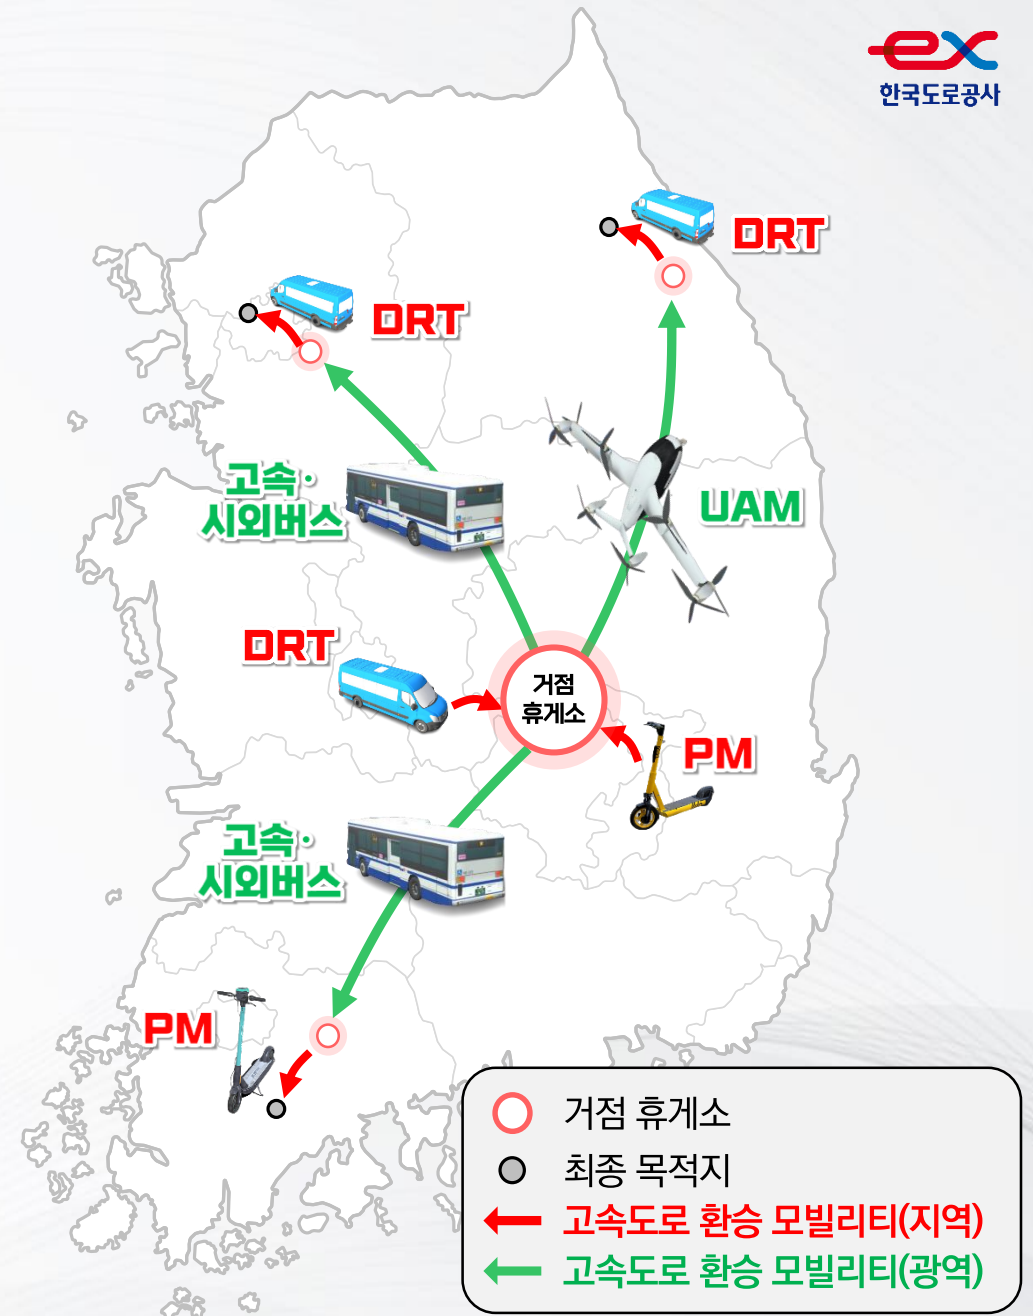 ex
한국도로공사
DRT
DRT
고속·
시외버스
UAM
DRT
거점
휴게소
PM
고속·
시외버스
PM
거점 휴게소
최종 목적지
고속도로 환승 모빌리티(지역)
고속도로 환승 모빌리티(광역)